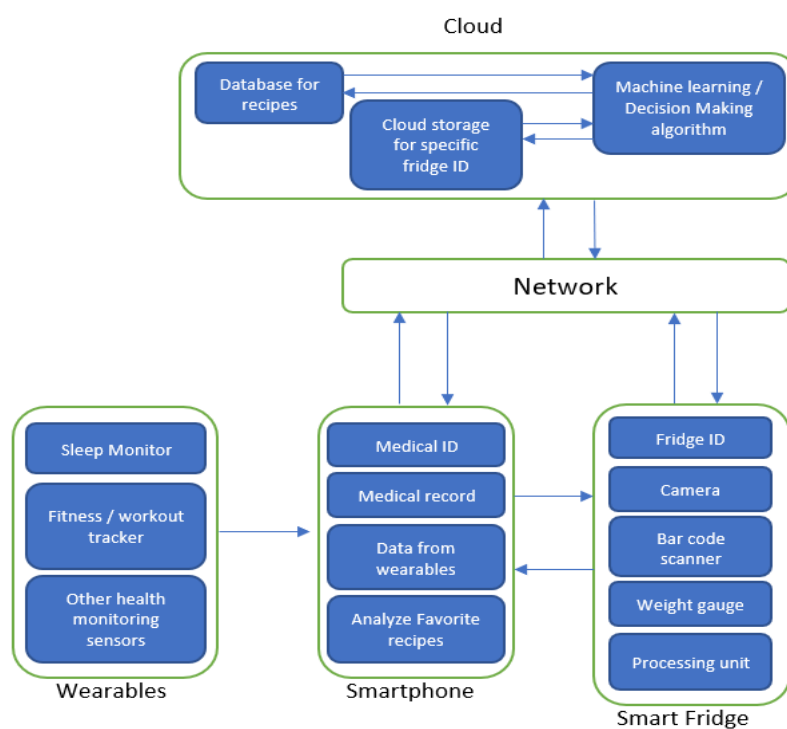 Cloud
Database for
recipes
Machine learning /
Decision Making
algorithm
Cloud storage
for specific
fridge ID
Network
Sleep Monitor
Fitness / workout
tracker
Other health
monitoring
sensors
Wearables
Medical ID
Medical record
Data from
wearables
Analyze Favorite
recipes
Smartphone
Fridge ID
Camera
Bar code
scanner
Weight gauge
Processing unit
Smart Fridge